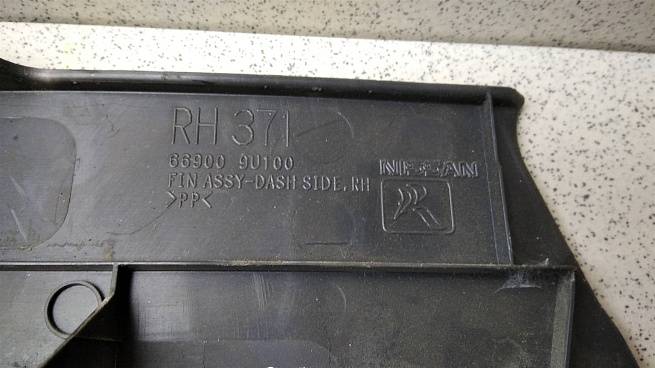 RH 371
66900 9U100
FIN ASSY-DASH SIDE, RH
>PP<
NISSAN